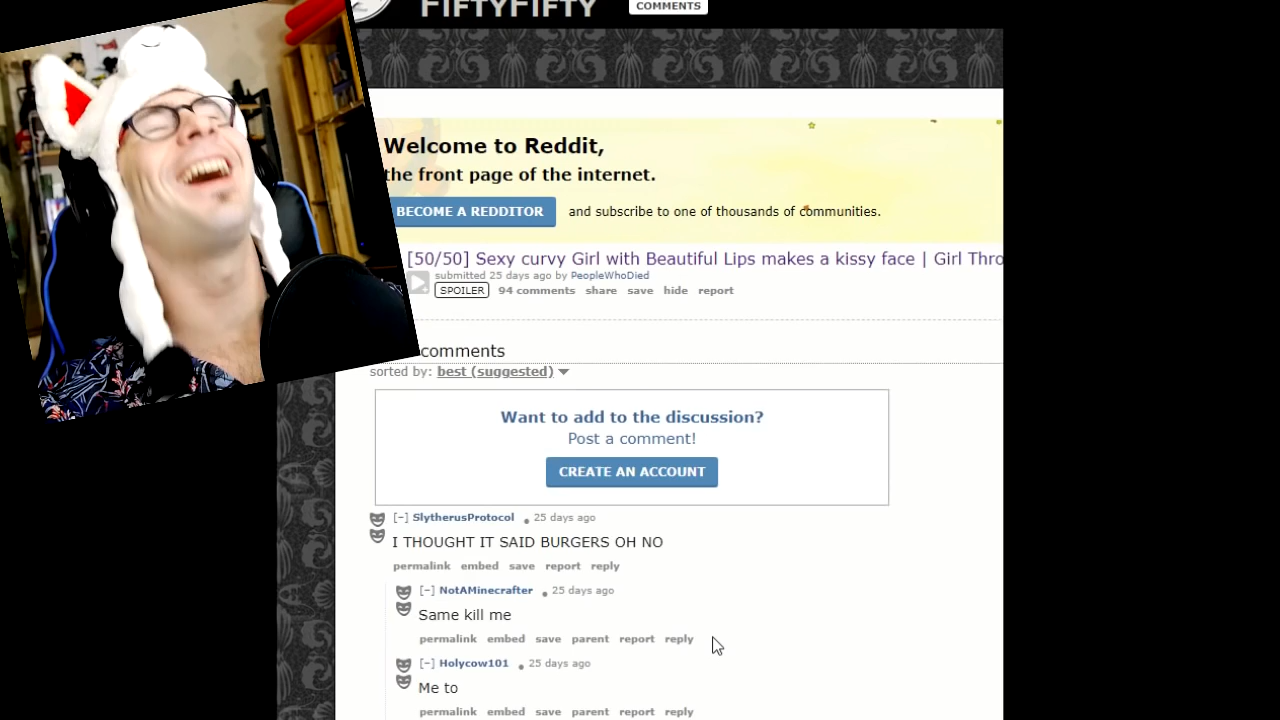 FIFTYFIFTY COMMENTS
Welcome to Reddit,
the front page of the internet.
BECOME A REDDITOR and subscribe to one of thousands of communities.
[50/50] Sexy curvy Girl with Beautiful Lips makes a kissy face | Girl Thro
submitted 25 days ago by PeopleWhoDied
SPOILER 94 comments share save hide report
comments
sorted by: best (suggested)
Want to add to the discussion?
Post a comment!
CREATE AN ACCOUNT
[–] SlytherusProtocol • 25 days ago
I THOUGHT IT SAID BURGERS OH NO
permalink embed save report reply
[–] NotAMinecrafter • 25 days ago
Same kill me
permalink embed save parent report reply
[–] Holycow101 • 25 days ago
Me to
permalink embed save parent report reply